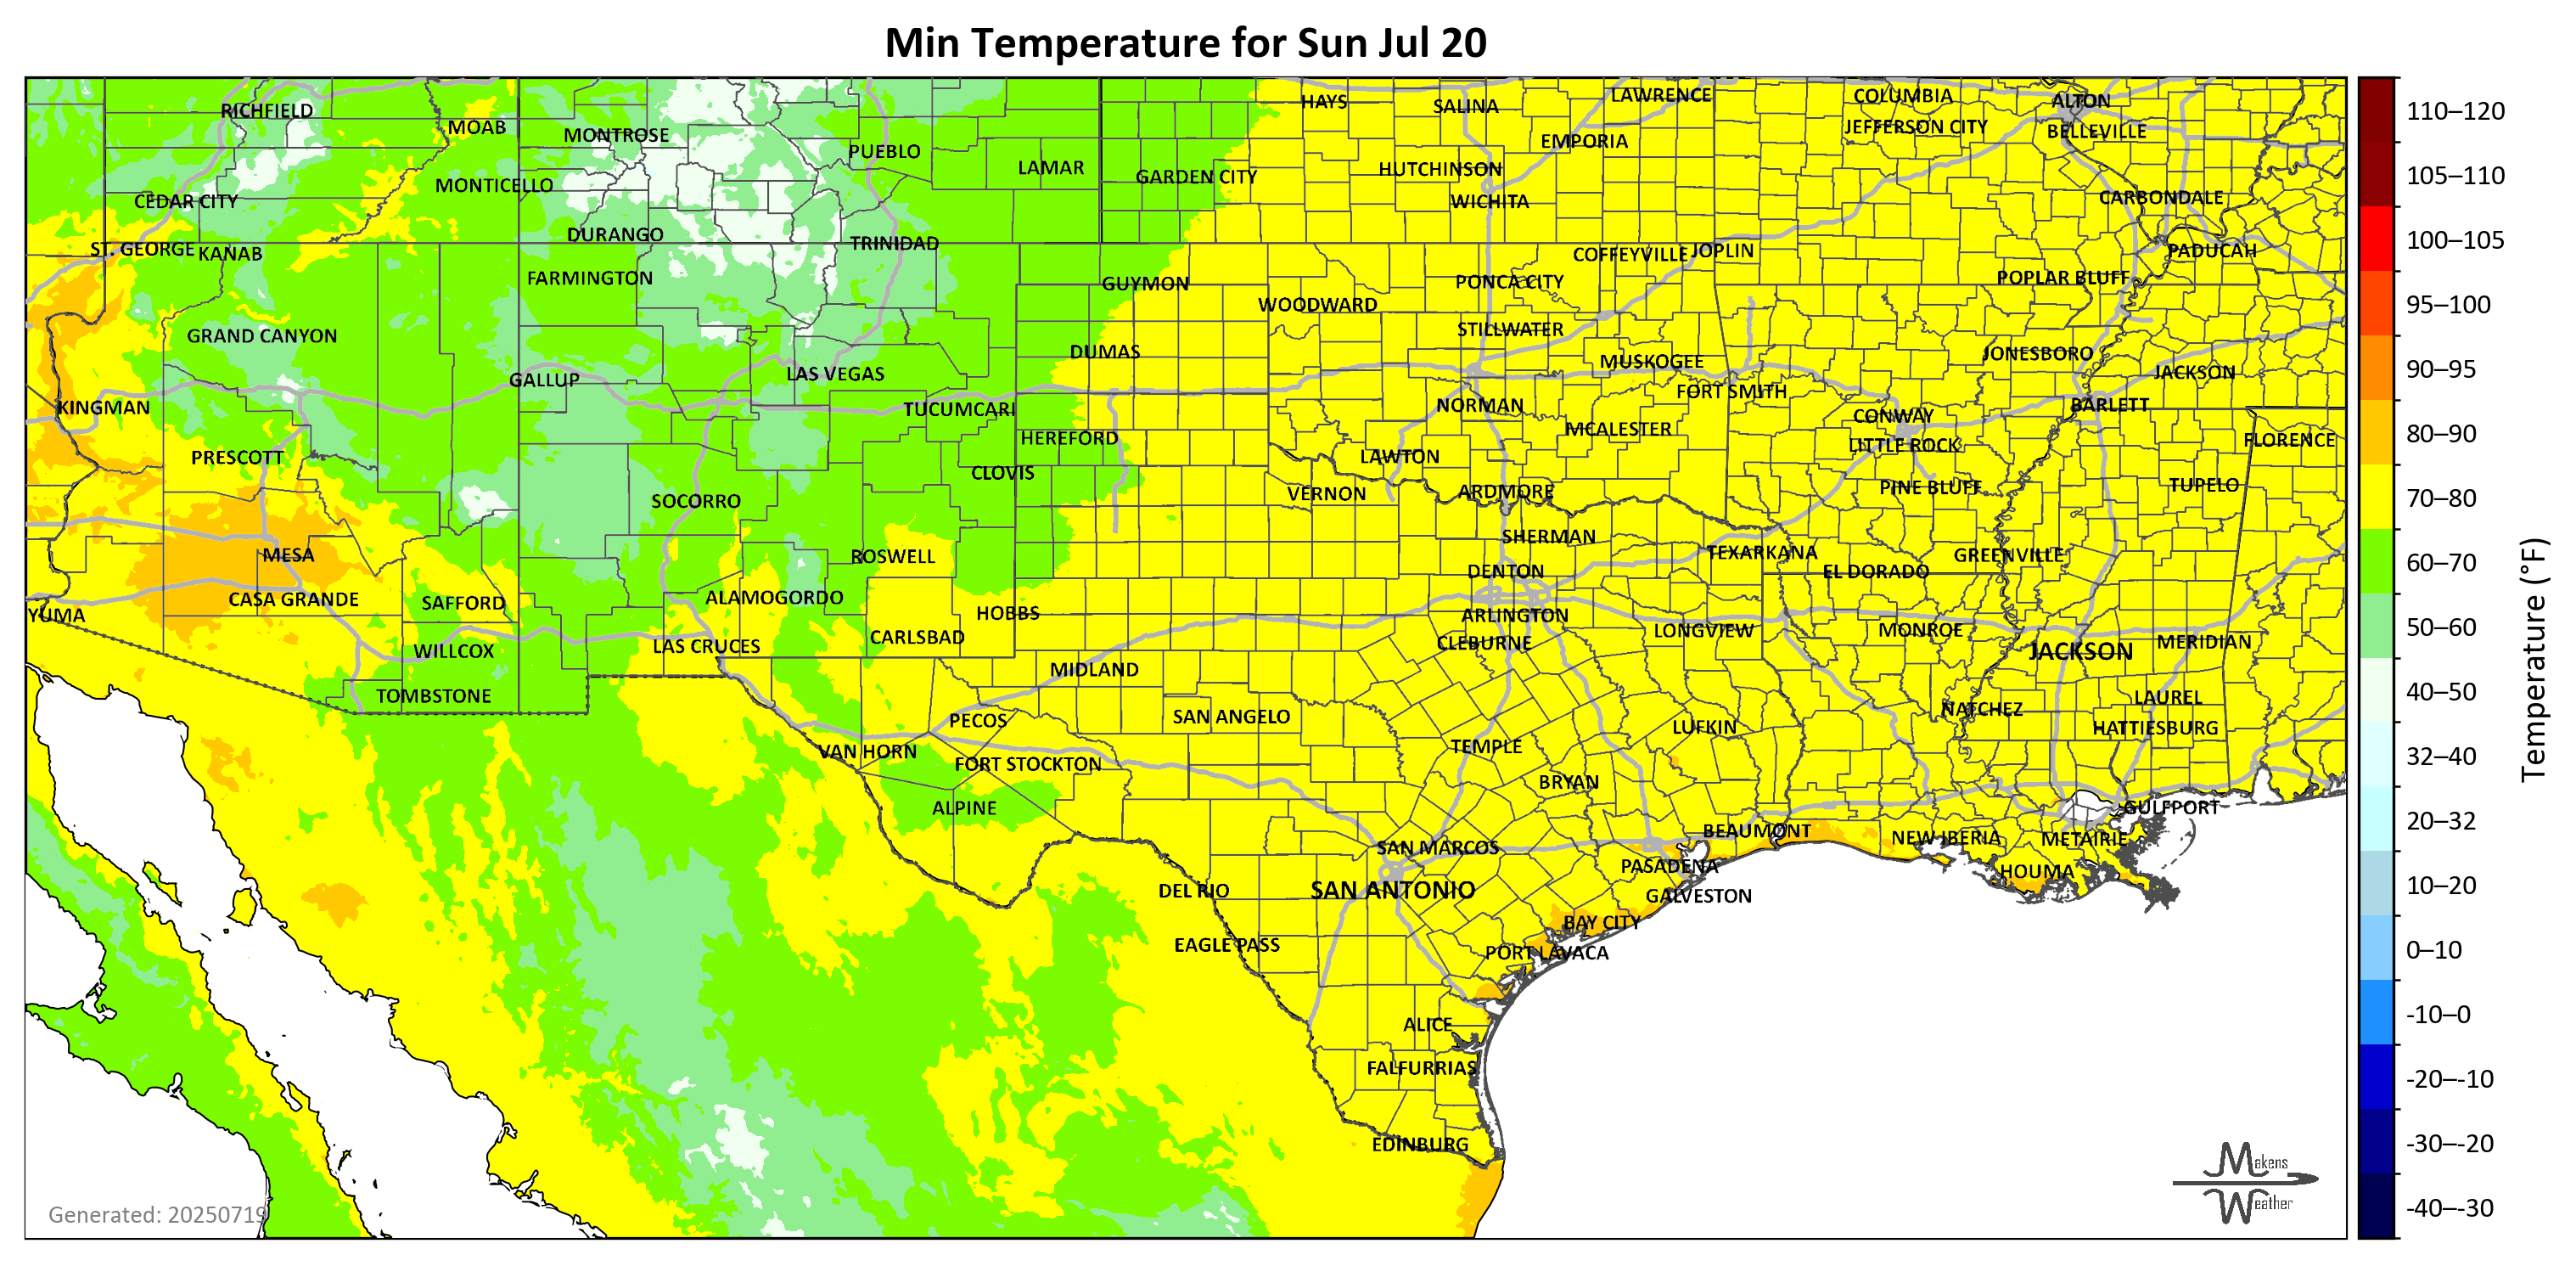 Min Temperature for Sun Jul 20
RICHFIELD
MOAB
MONTROSE
PUEBLO
LAMAR
GARDEN CITY
HAYS
SALINA
LAWRENCE
EMPORIA
HUTCHINSON
WICHITA
COLUMBIA
JEFFERSON CITY
ALTON
BELLEVILLE
CARBONDALE
MONTICELLO
CEDAR CITY
DURANGO
TRINIDAD
ST. GEORGE
KANAB
FARMINGTON
GUYMON
WOODWARD
PONCA CITY
COFFEYVILLE
JOPLIN
POPLAR BLUFF
PADUCAH
GRAND CANYON
STILLWATER
DUMAS
MUSKOGEE
JONESBORO
JACKSON
GALLUP
LAS VEGAS
FORT SMITH
KINGMAN
TUCUMCARI
NORMAN
CONWAY
BARLETT
HEREFORD
MCALESTER
LITTLE ROCK
FLORENCE
PRESCOTT
CLOVIS
LAWTON
SOCORRO
VERNON
ARDMORE
PINE BLUFF
TUPELO
MESA
ROSWELL
SHERMAN
TEXARKANA
GREENVILLE
DENTON
EL DORADO
CASA GRANDE
SAFFORD
ALAMOGORDO
HOBBS
ARLINGTON
YUMA
CARLSBAD
CLEBURNE
LONGVIEW
MONROE
MERIDIAN
WILLCOX
LAS CRUCES
JACKSON
MIDLAND
TOMBSTONE
LAUREL
PECOS
SAN ANGELO
NATCHEZ
LUFKIN
HATTIESBURG
VAN HORN
TEMPLE
FORT STOCKTON
BRYAN
ALPINE
GULFPORT
BEAUMONT
NEW IBERIA
METAIRIE
SAN MARCOS
PASADENA
HOUMA
DEL RIO
SAN ANTONIO
GALVESTON
BAY CITY
EAGLE PASS
PORT LAVACA
ALICE
FALFURRIAS
EDINBURG
Generated: 20250719
Makens
Weather
110–120
105–110
100–105
95–100
90–95
80–90
70–80
60–70
50–60
40–50
32–40
20–32
10–20
0–10
-10–0
-20–-10
-30–-20
-40–-30
Temperature (°F)